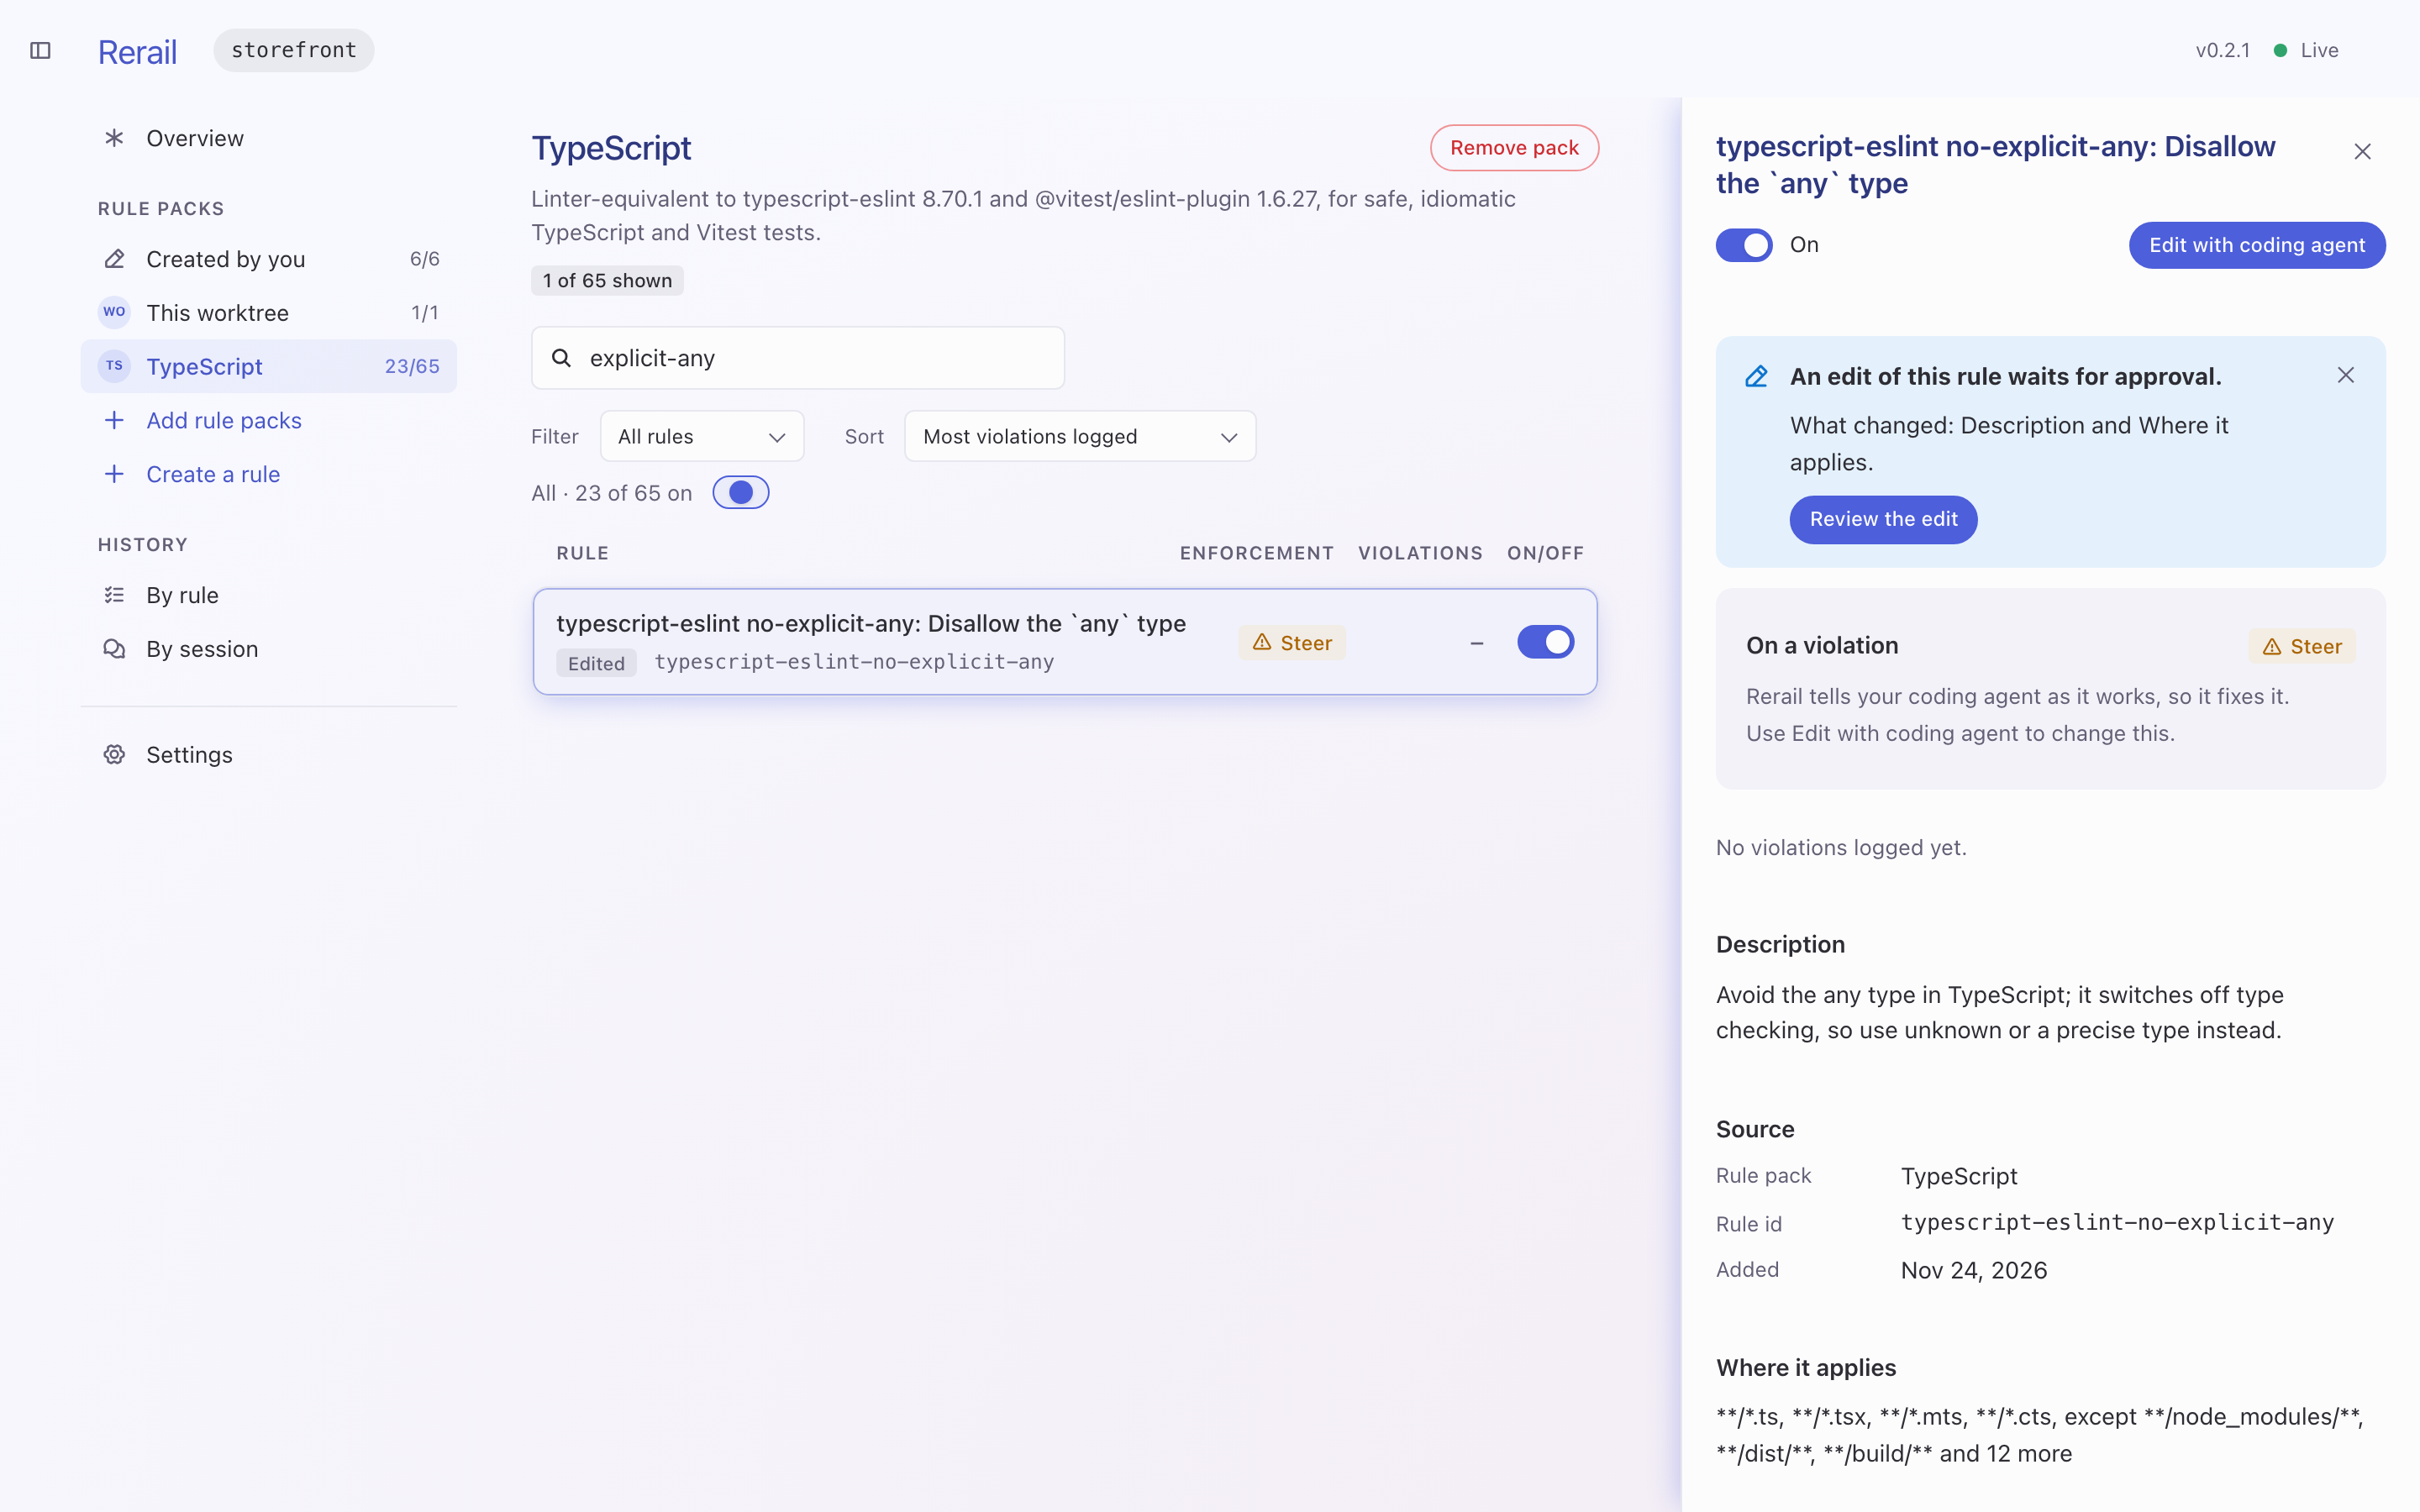 Rerail
storefront
v0.2.1
Live
Overview
RULE PACKS
Created by you 6/6
WO This worktree 1/1
TS TypeScript 23/65
Add rule packs
Create a rule
HISTORY
By rule
By session
Settings
TypeScript
Remove pack
Linter-equivalent to typescript-eslint 8.70.1 and @vitest/eslint-plugin 1.6.27, for safe, idiomatic
TypeScript and Vitest tests.
1 of 65 shown
explicit-any
Filter All rules Sort Most violations logged
All · 23 of 65 on
RULE ENFORCEMENT VIOLATIONS ON/OFF
typescript-eslint no-explicit-any: Disallow the `any` type
Edited typescript-eslint-no-explicit-any
Steer –
typescript-eslint no-explicit-any: Disallow
the `any` type
On
Edit with coding agent
An edit of this rule waits for approval.
What changed: Description and Where it
applies.
Review the edit
On a violation
Steer
Rerail tells your coding agent as it works, so it fixes it.
Use Edit with coding agent to change this.
No violations logged yet.
Description
Avoid the any type in TypeScript; it switches off type
checking, so use unknown or a precise type instead.
Source
Rule pack TypeScript
Rule id typescript-eslint-no-explicit-any
Added Nov 24, 2026
Where it applies
**/*.ts, **/*.tsx, **/*.mts, **/*.cts, except **/node_modules/**,
**/dist/**, **/build/** and 12 more